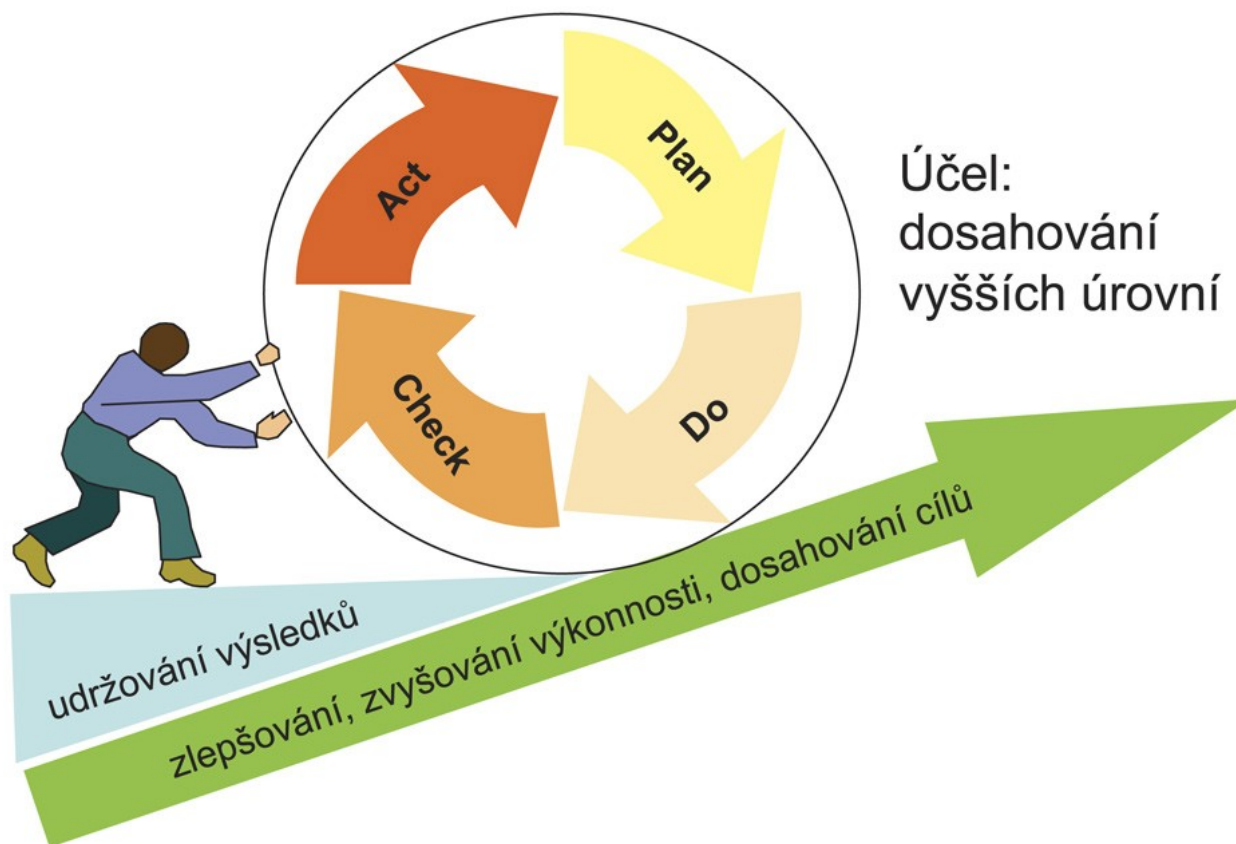 Act
Plan
Check
Do
Účel:
dosahování
vyšších úrovní
udržování výsledků
zlepšování, zvyšování výkonnosti, dosahování cílů